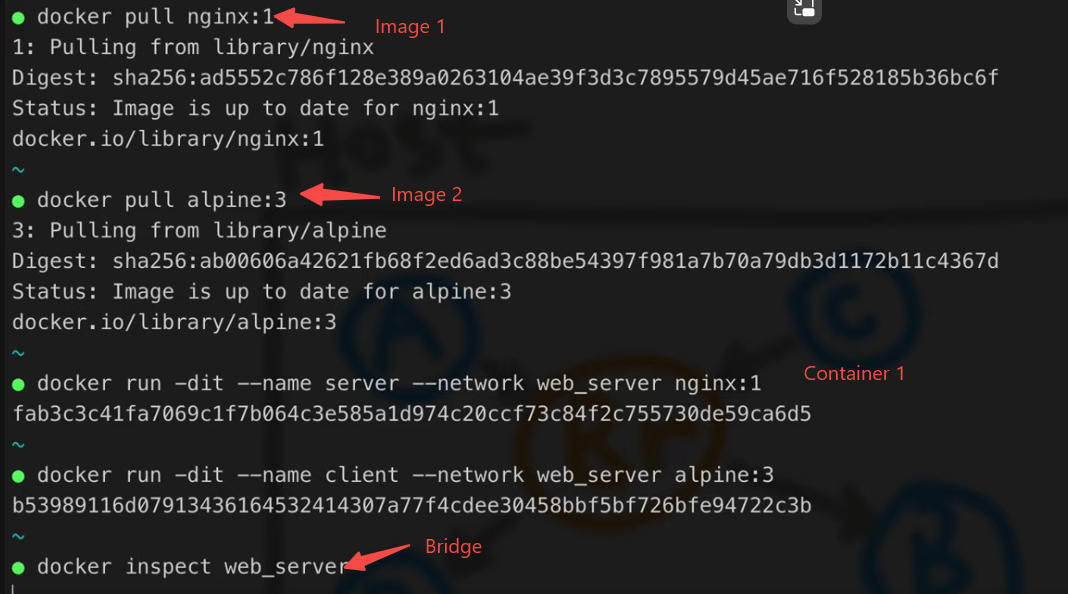 docker pull nginx:1
Image 1
1: Pulling from library/nginx
Digest: sha256:ad5552c786f128e389a0263104ae39f3d3c7895579d45ae716f528185b36bc6f
Status: Image is up to date for nginx:1
docker.io/library/nginx:1
Host
~
docker pull alpine:3
Image 2
3: Pulling from library/alpine
Digest: sha256:ab00606a42621fb68f2ed6ad3c88be54397f981a7b70a79db3d1172b11c4367d
Status: Image is up to date for alpine:3
docker.io/library/alpine:3
A
C
~
docker run -dit --name server --network web_server nginx:1
Container 1
fab3c3c41fa7069c1f7b064c3e585a1d974c20ccf73c84f2c755730de59ca6d5
~
docker run -dit --name client --network web_server alpine:3
b53989116d07913436164532414307a77f4cdee30458bbf5bf726bfe94722c3b
~
Bridge
docker inspect web_server
B